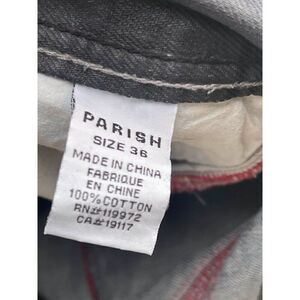 PARISH
SIZE 36
MADE IN CHINA
FABRIQUE
EN CHINE
100% COTTON
RN#119972
CA#19117